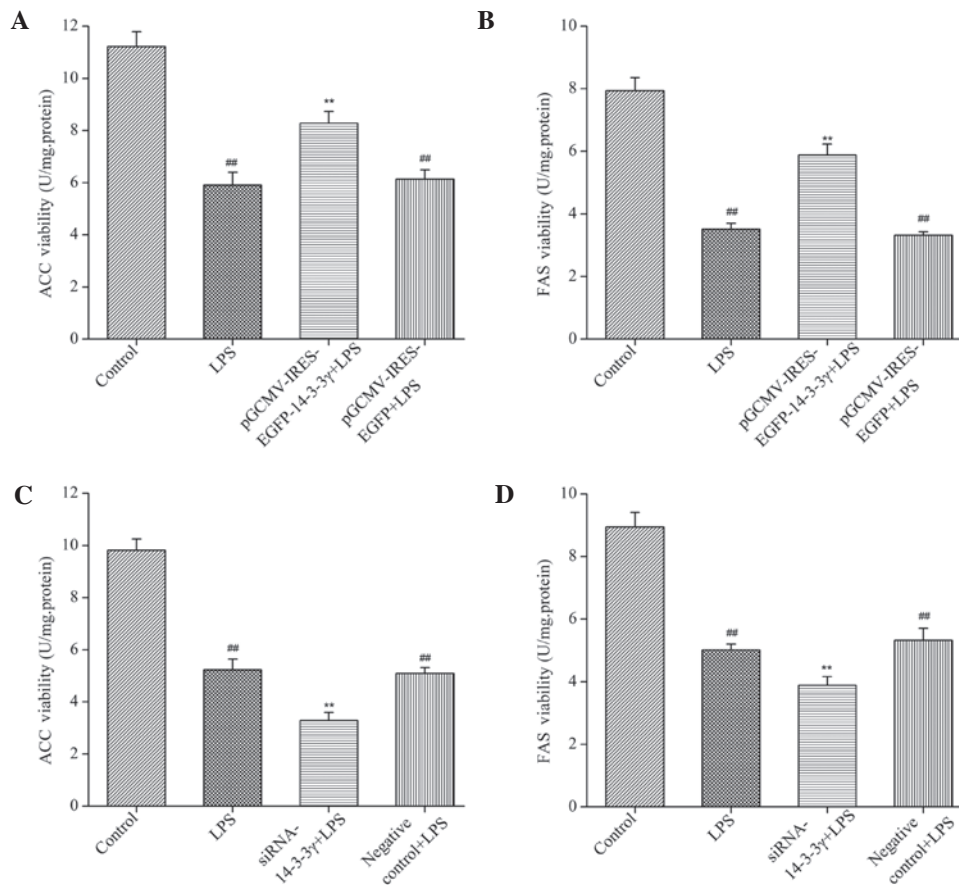 A
ACC viability (U/mg.protein)
12
10
8
6
4
2
0
##
**
##
Control
LPS
pGCMV-IRES-
EGFP-14-3-3γ+LPS
pGCMV-IRES-
EGFP+LPS
B
FAS viability (U/mg.protein)
10
8
6
4
2
0
##
**
##
Control
LPS
pGCMV-IRES-
EGFP-14-3-3γ+LPS
pGCMV-IRES-
EGFP+LPS
C
ACC viability (U/mg.protein)
12
10
8
6
4
2
0
##
**
##
Control
LPS
siRNA-
14-3-3γ+LPS
Negative
control+LPS
D
FAS viability (U/mg.protein)
10
8
6
4
2
0
##
**
##
Control
LPS
siRNA-
14-3-3γ+LPS
Negative
control+LPS